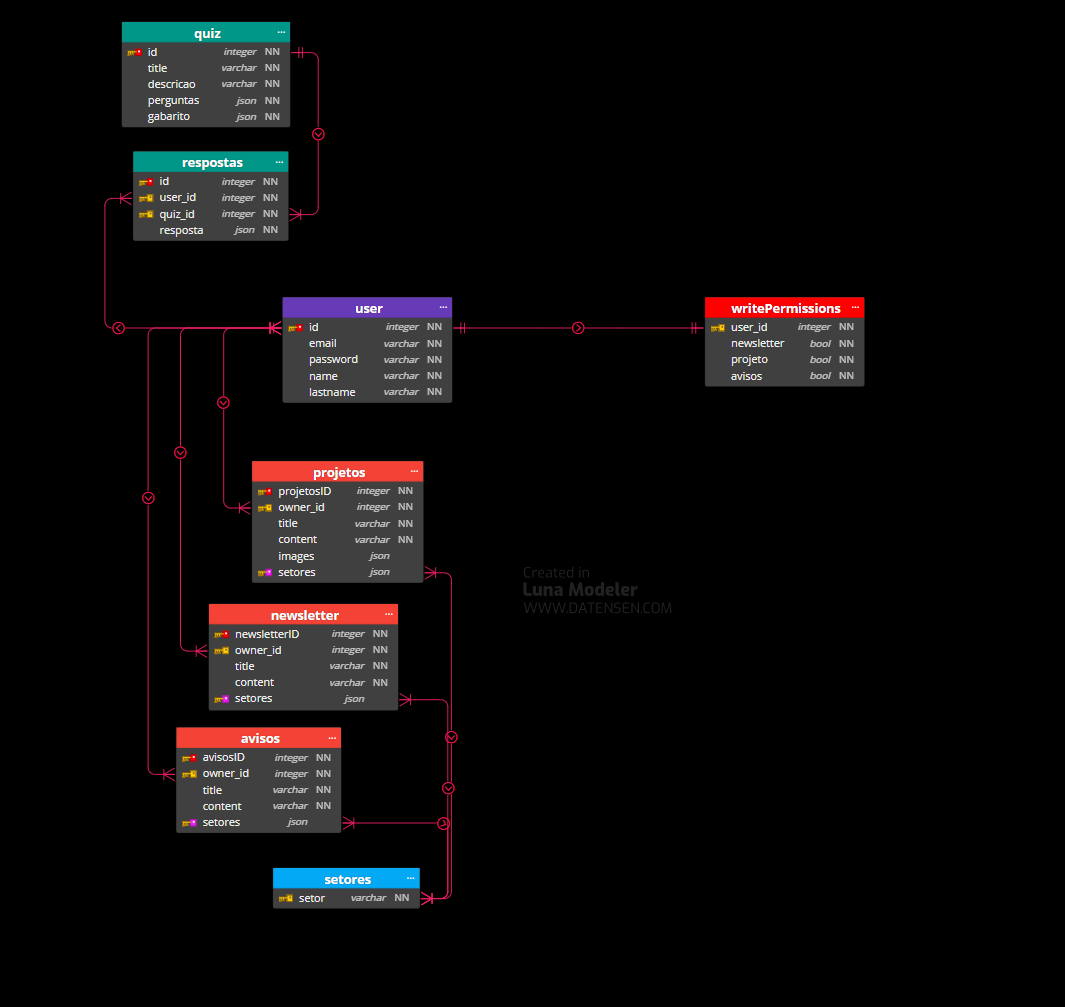 quiz ...
id integer NN
title varchar NN
descricao varchar NN
perguntas json NN
gabarito json NN
respostas ...
id integer NN
user_id integer NN
quiz_id integer NN
resposta json NN
user ...
id integer NN
email varchar NN
password varchar NN
name varchar NN
lastname varchar NN
writePermissions ...
user_id integer NN
newsletter bool NN
projeto bool NN
avisos bool NN
projetos ...
projetosID integer NN
owner_id integer NN
title varchar NN
content varchar NN
images json
setores json
Created in
Luna Modeler
WWW.DATENSEN.COM
newsletter ...
newsletterID integer NN
owner_id integer NN
title varchar NN
content varchar NN
setores json
avisos ...
avisosID integer NN
owner_id integer NN
title varchar NN
content varchar NN
setores json
setores ...
setor varchar NN